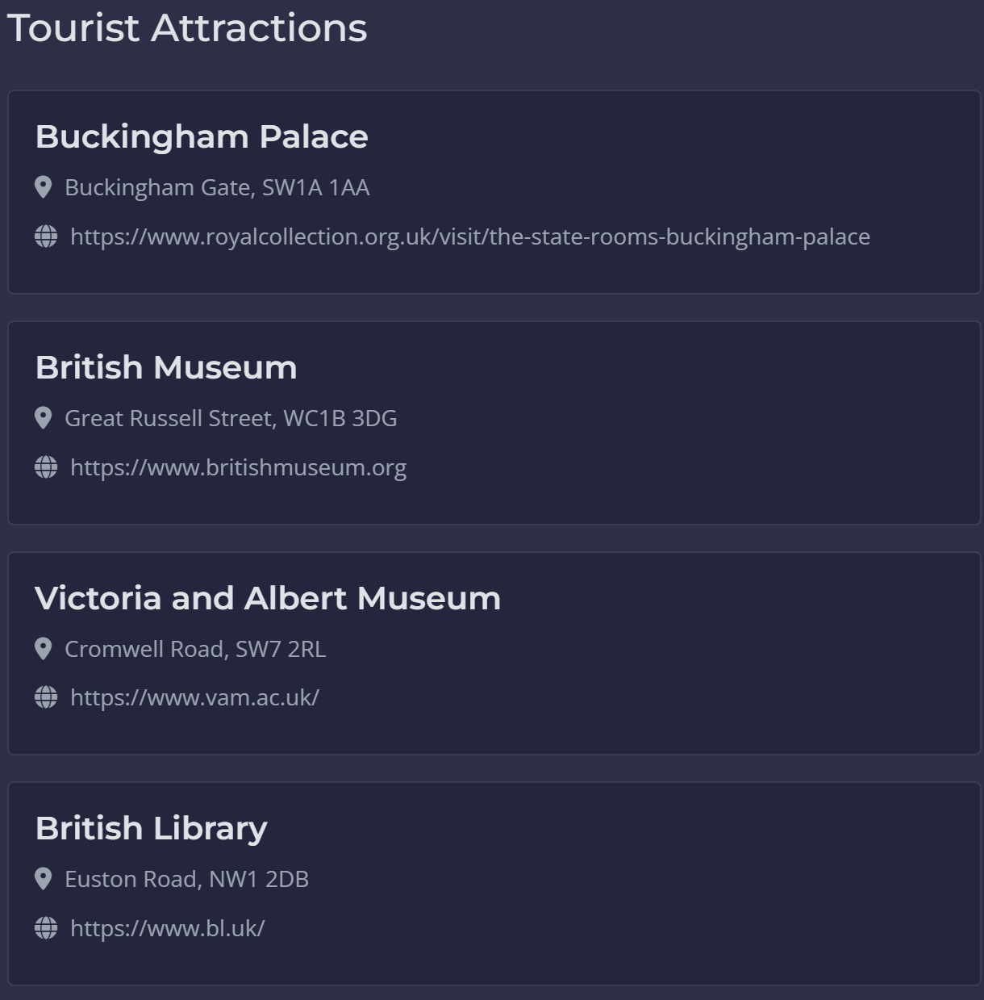 Tourist Attractions
Buckingham Palace
Buckingham Gate, SW1A 1AA
https://www.royalcollection.org.uk/visit/the-state-rooms-buckingham-palace
British Museum
Great Russell Street, WC1B 3DG
https://www.britishmuseum.org
Victoria and Albert Museum
Cromwell Road, SW7 2RL
https://www.vam.ac.uk/
British Library
Euston Road, NW1 2DB
https://www.bl.uk/